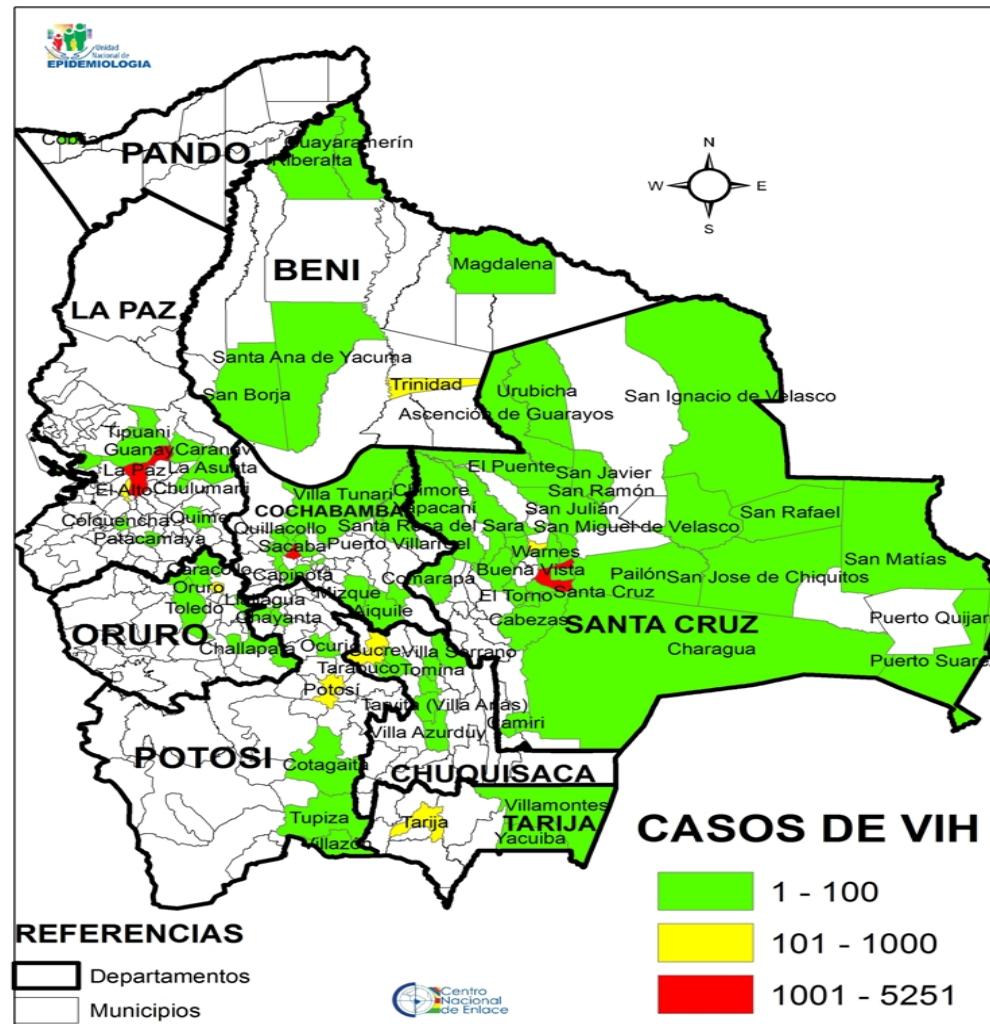 Unidad
Nacional de
EPIDEMIOLOGIA
N
W
E
S
PANDO
Guayaramerín
Riberalta
BENI
Magdalena
LA PAZ
Santa Ana de Yacuma
San Borja
Trinidad
Urubicha
San Ignacio de Velasco
Ascención de Guarayos
Tipuani
Guanay
La Paz
La Asunta
El Alto
Chulumani
Colquencha
Quime
Patacamaya
El Puente
San Javier
San Ramón
San Julián
San Miguel de Velasco
San Rafael
Villa Tunari
COCHABAMBA
Quillacollo
Santa Rosa del Sara
Sacaba
Warnes
Buena Vista
San Matías
Capinota
Comarapa
Pailón
San Jose de Chiquitos
Mizque
El Torno
Santa Cruz
Aiquile
Cabezas
Oruro
Toledo
Llallagua
Chayanta
ORURO
Challapata
Ocurí
Sucre
Villa Serrano
Tarabuco
Tomina
SANTA CRUZ
Charagua
Puerto Quijar
Puerto Suare
Potosí
Tarvita (Villa Arias)
Villa Azurduy
Camiri
POTOSI
Cotagaita
CHUQUISACA
Tupiza
Villazón
Tarija
Villamontes
TARIJA
Yacuiba
CASOS DE VIH
1 - 100
101 - 1000
1001 - 5251
REFERENCIAS
Departamentos
Municipios
Centro
Nacional
de Enlace